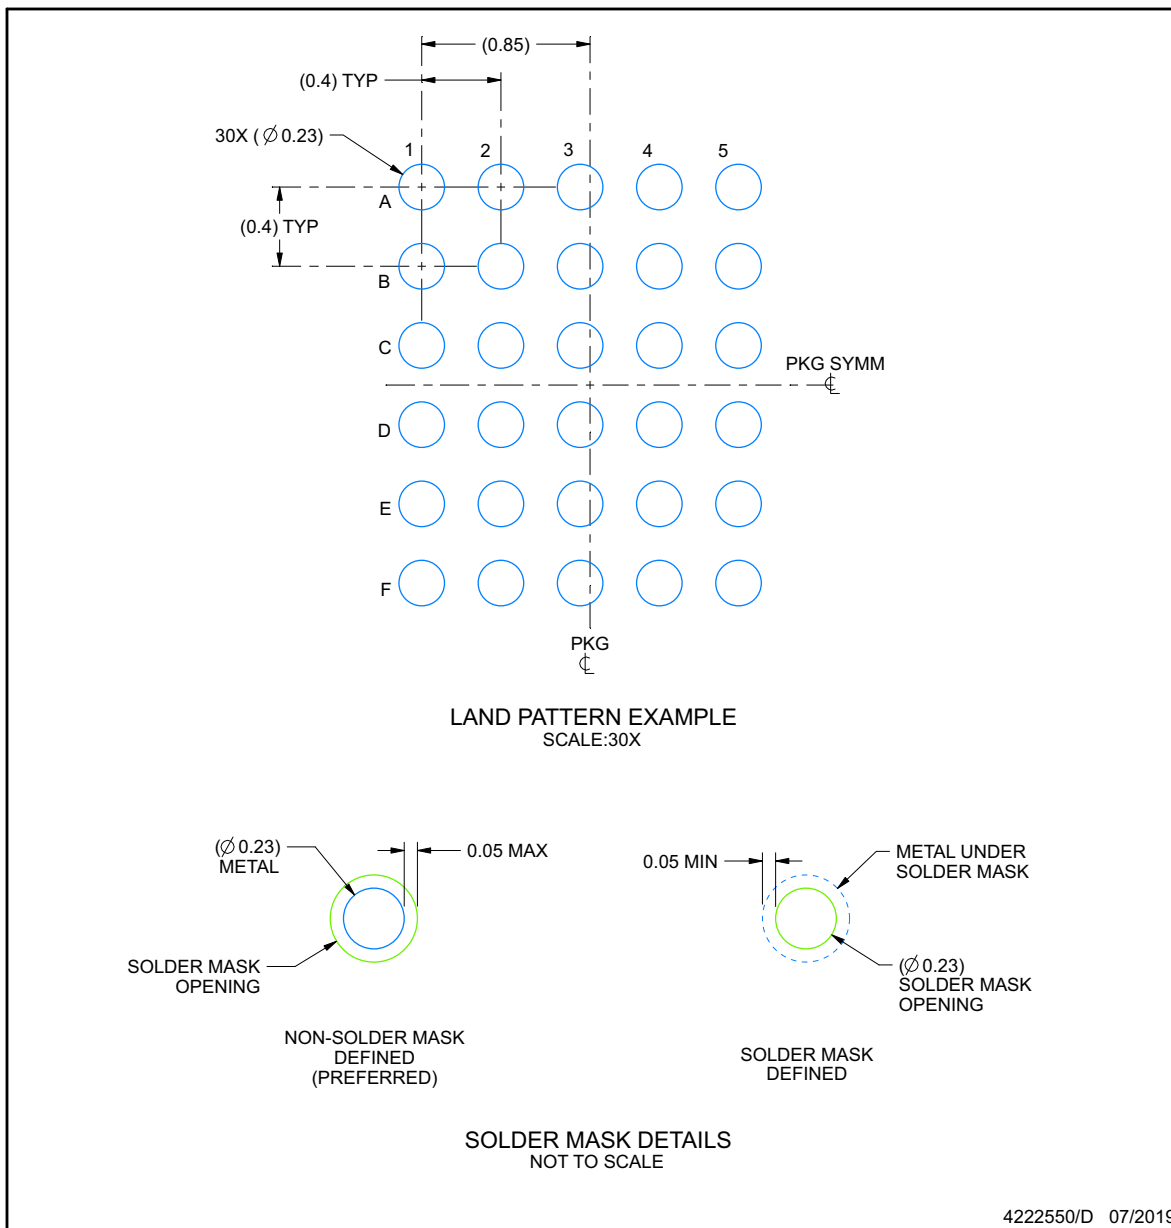 (0.85)
(0.4) TYP
30X (∅0.23)
1 2 3 4 5
A
(0.4) TYP
B
C
PKG SYMM
℄
D
E
F
PKG
℄
LAND PATTERN EXAMPLE
SCALE:30X
(∅0.23)
METAL
0.05 MAX
SOLDER MASK
OPENING
NON-SOLDER MASK
DEFINED
(PREFERRED)
0.05 MIN
METAL UNDER
SOLDER MASK
(∅0.23)
SOLDER MASK
OPENING
SOLDER MASK
DEFINED
SOLDER MASK DETAILS
NOT TO SCALE
4222550/D 07/2019